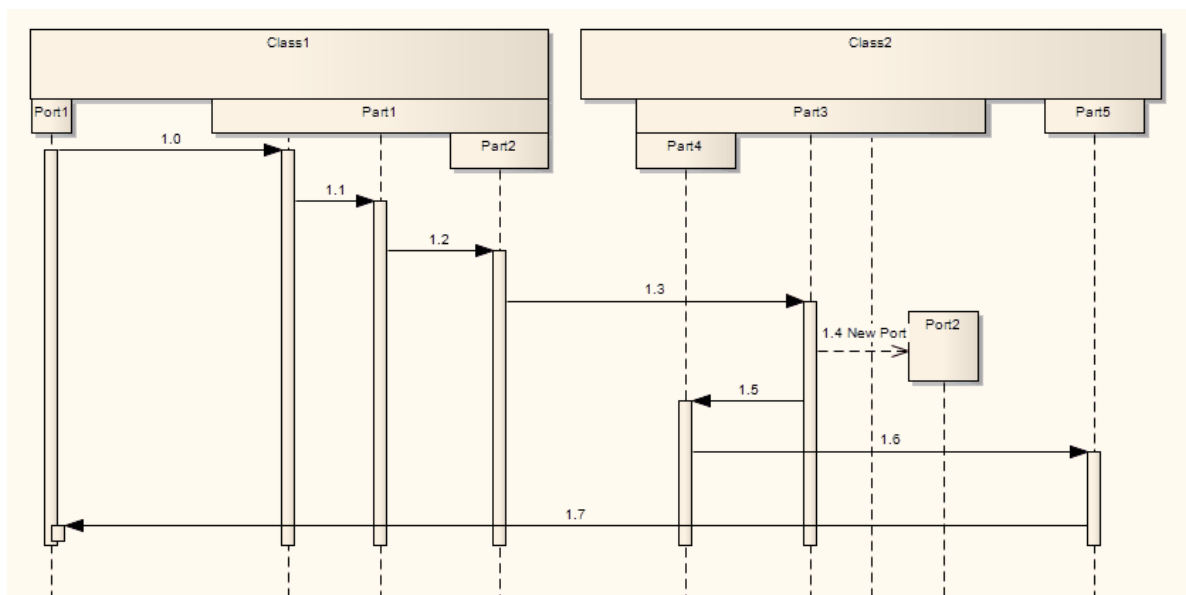 Class1
Class2
Port1
Part1
Part3
Part5
Part2
Part4
1.0
1.1
1.2
1.3
Port2
1.4 New Port
1.5
1.6
1.7